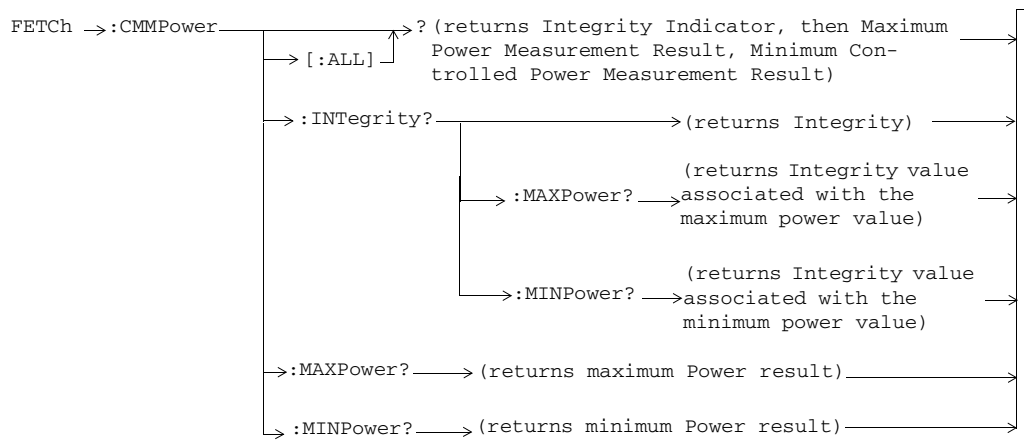 FETCh :CMMPower ? (returns Integrity Indicator, then Maximum
Power Measurement Result, Minimum Con-
trolled Power Measurement Result)
[:ALL]
:INTegrity? (returns Integrity)
(returns Integrity value
:MAXPower? associated with the
maximum power value)
(returns Integrity value
:MINPower? associated with the
minimum power value)
:MAXPower? (returns maximum Power result)
:MINPower? (returns minimum Power result)